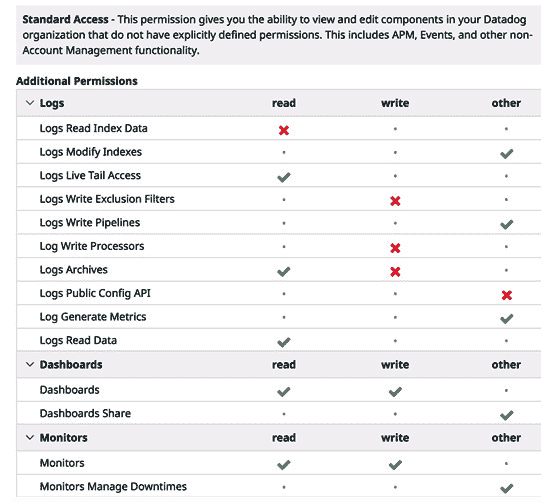 Standard Access - This permission gives you the ability to view and edit components in your Datadog
organization that do not have explicitly defined permissions. This includes APM, Events, and other non-
Account Management functionality.
Additional Permissions
Logs read write other
Logs Read Index Data
Logs Modify Indexes
Logs Live Tail Access
Logs Write Exclusion Filters
Logs Write Pipelines
Log Write Processors
Logs Archives
Logs Public Config API
Log Generate Metrics
Logs Read Data
Dashboards read write other
Dashboards
Dashboards Share
Monitors read write other
Monitors
Monitors Manage Downtimes